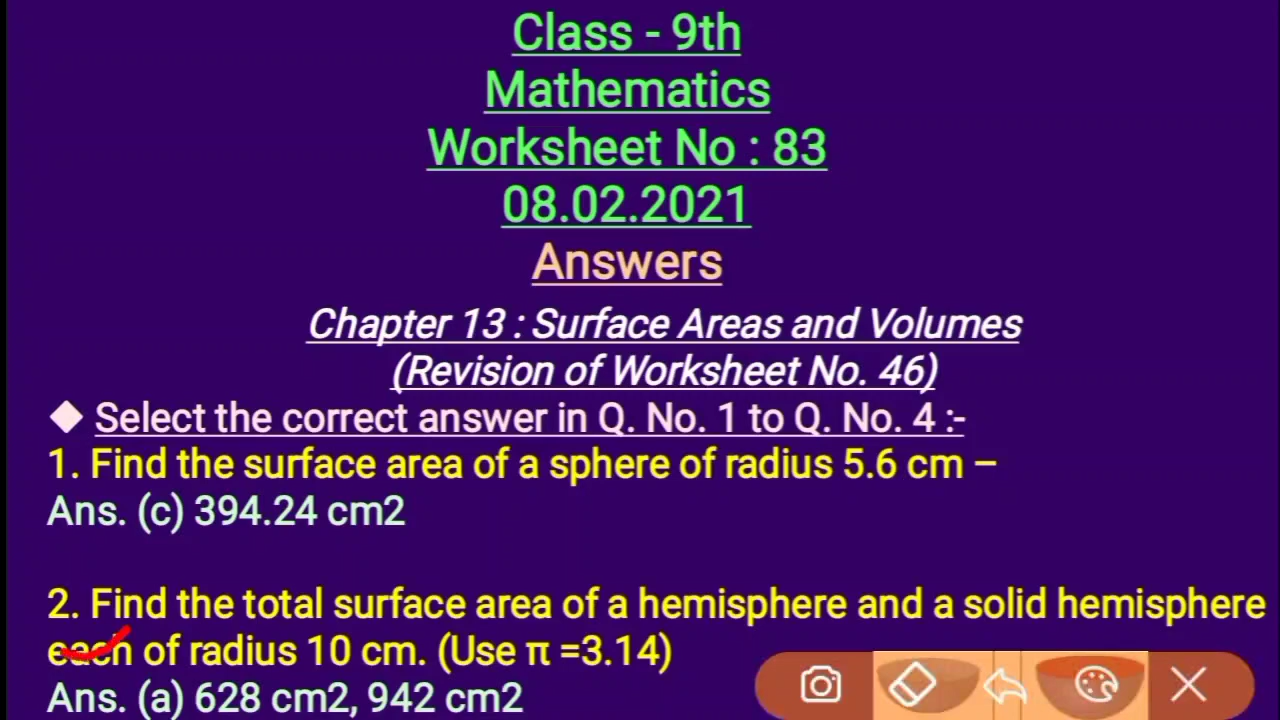 Class - 9th
Mathematics
Worksheet No : 83
08.02.2021
Answers
Chapter 13 : Surface Areas and Volumes
(Revision of Worksheet No. 46)
◆ Select the correct answer in Q. No. 1 to Q. No. 4 :-
1. Find the surface area of a sphere of radius 5.6 cm –
Ans. (c) 394.24 cm2
2. Find the total surface area of a hemisphere and a solid hemisphere
each of radius 10 cm. (Use π =3.14)
Ans. (a) 628 cm2, 942 cm2